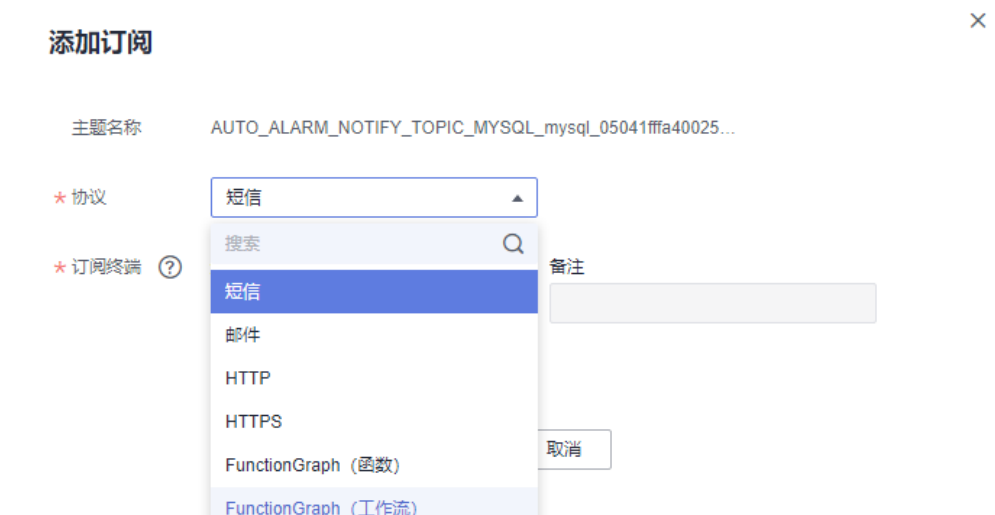 添加订阅
主题名称 AUTO_ALARM_NOTIFY_TOPIC_MYSQL_mysql_05041fffa40025...
* 协议 短信
搜索
* 订阅终端 ? 备注
短信
邮件
HTTP
HTTPS
取消
FunctionGraph（函数）
FunctionGraph（工作流）